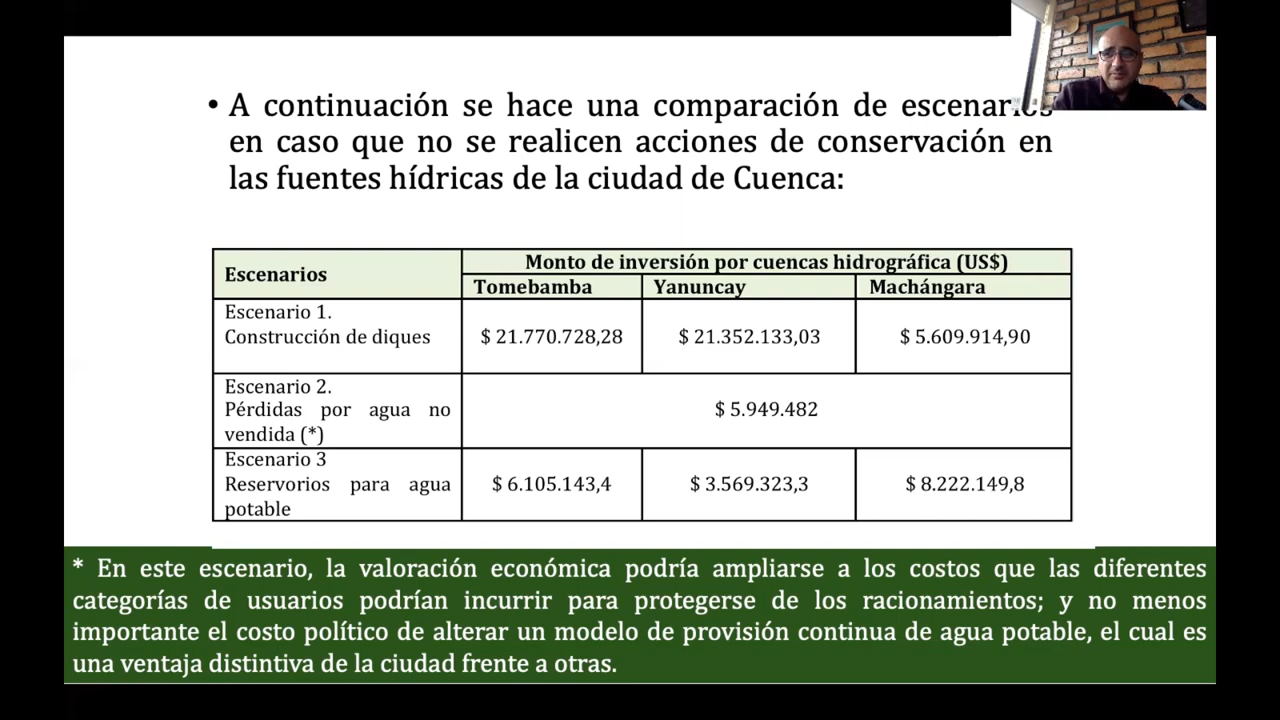 • A continuación se hace una comparación de escenarios
en caso que no se realicen acciones de conservación en
las fuentes hídricas de la ciudad de Cuenca:
Escenarios
Monto de inversión por cuencas hidrográfica (US$)
Tomebamba
Yanuncay
Machángara
Escenario 1.
Construcción de diques
$ 21.770.728,28
$ 21.352.133,03
$ 5.609.914,90
Escenario 2.
Pérdidas por agua no
vendida (*)
$ 5.949.482
Escenario 3
Reservorios para agua
potable
$ 6.105.143,4
$ 3.569.323,3
$ 8.222.149,8
* En este escenario, la valoración económica podría ampliarse a los costos que las diferentes
categorías de usuarios podrían incurrir para protegerse de los racionamientos; y no menos
importante el costo político de alterar un modelo de provisión continua de agua potable, el cual es
una ventaja distintiva de la ciudad frente a otras.